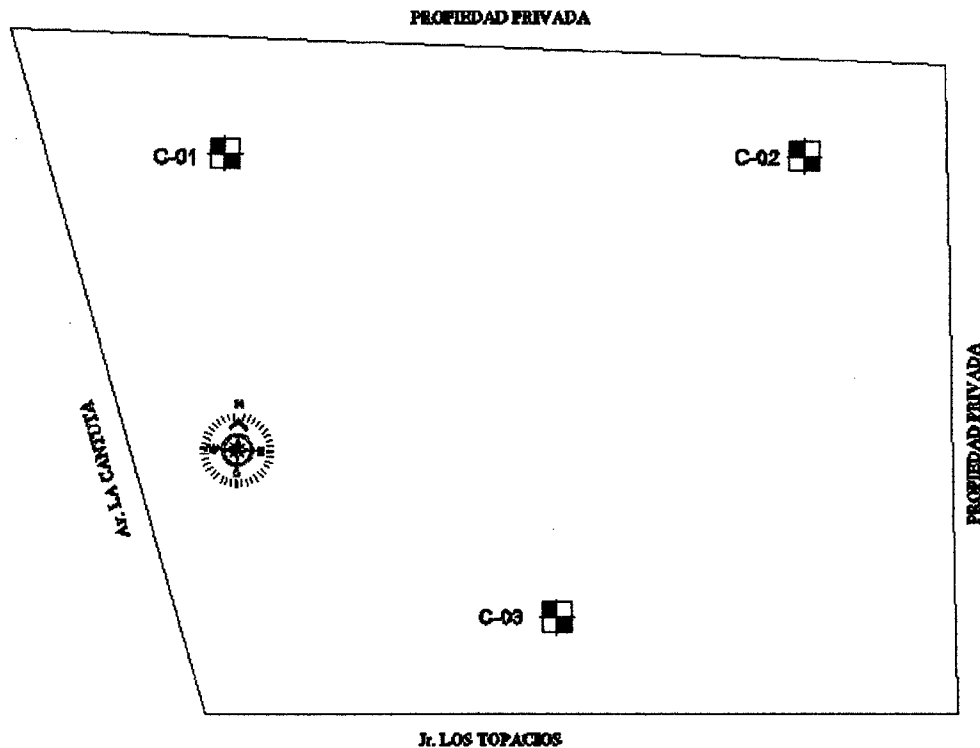 PROPIEDAD PRIVADA
C-01
C-02
N
Av. LA CANTUTA
PROPIEDAD PRIVADA
C-03
Jr. LOS TOPACIOS